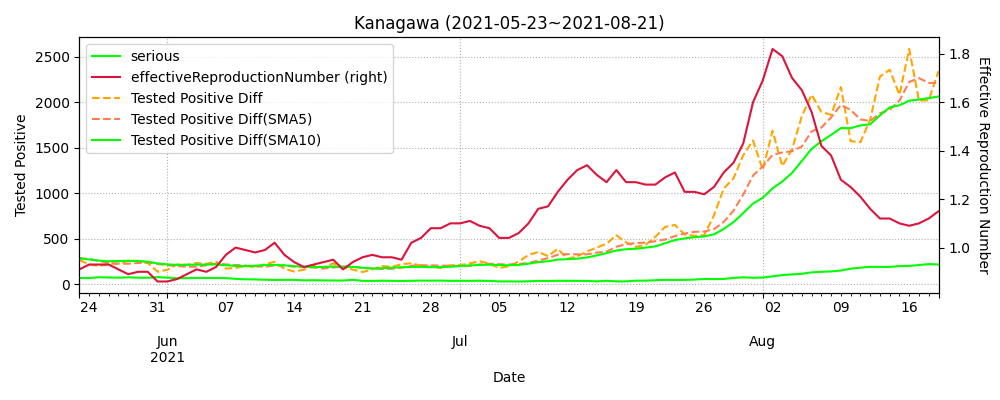 Kanagawa (2021-05-23~2021-08-21)
serious
effectiveReproductionNumber (right)
Tested Positive Diff
Tested Positive Diff(SMA5)
Tested Positive Diff(SMA10)
Tested Positive
2500
2000
1500
1000
500
0
1.8
1.6
1.4
1.2
1.0
Effective Reproduction Number
24 31 07 14 21 28 05 12 19 26 02 09 16
Jun Jul Aug
2021
Date